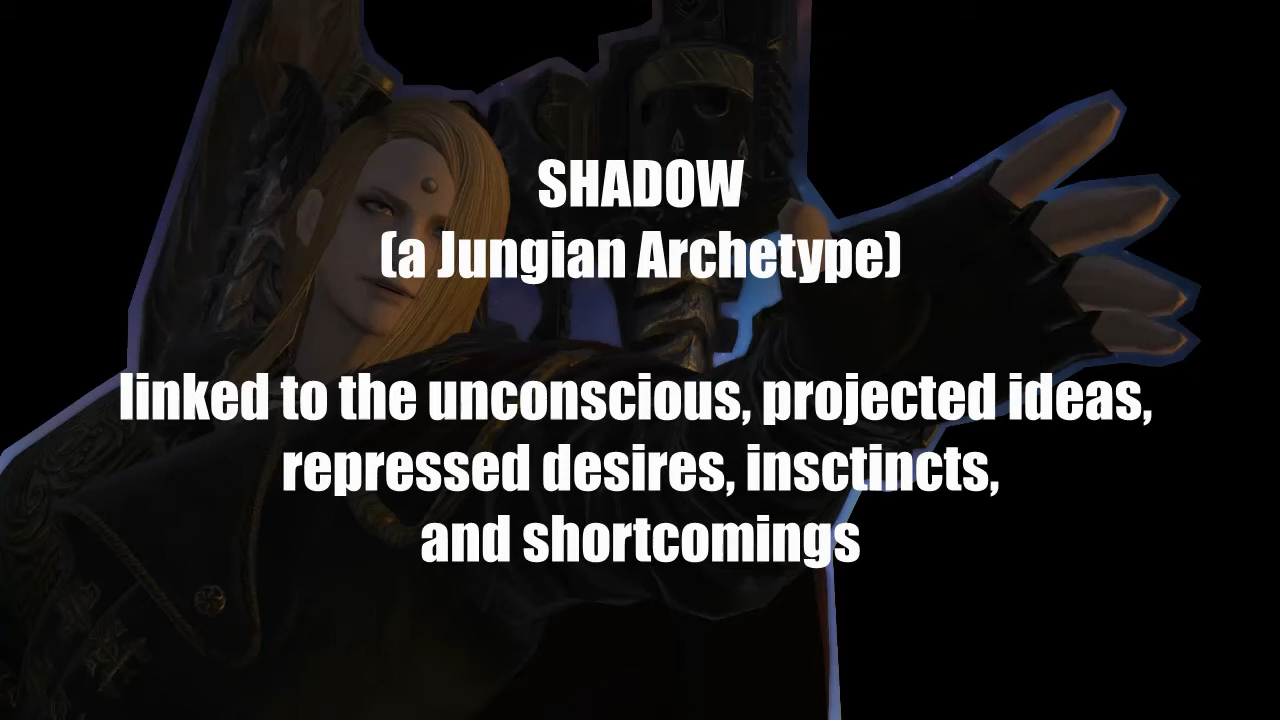 SHADOW
(a Jungian Archetype)
linked to the unconscious, projected ideas,
repressed desires, insctincts,
and shortcomings